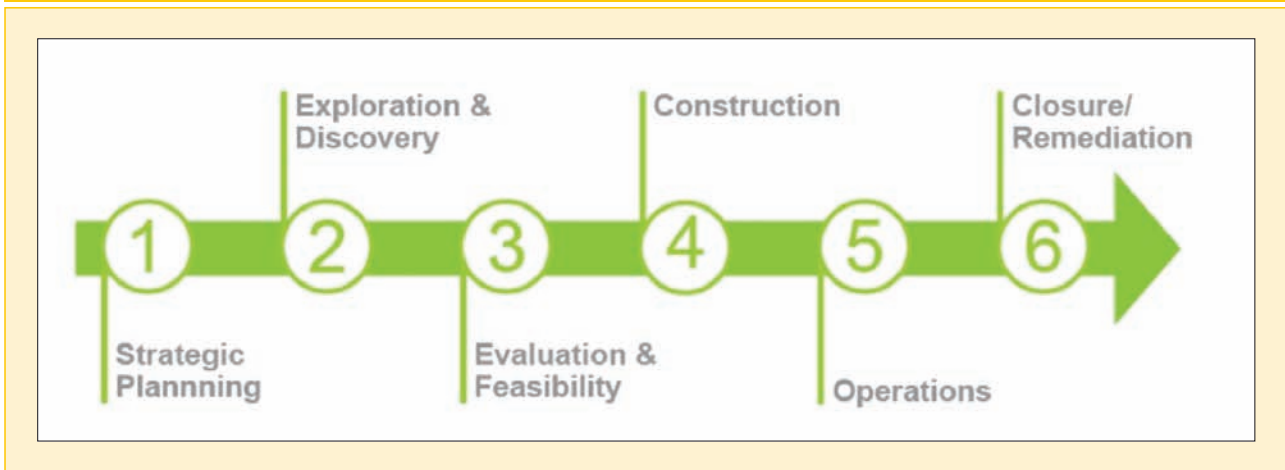 1
Strategic
Plannning
2
Exploration &
Discovery
3
Evaluation &
Feasibility
4
Construction
5
Operations
6
Closure/
Remediation